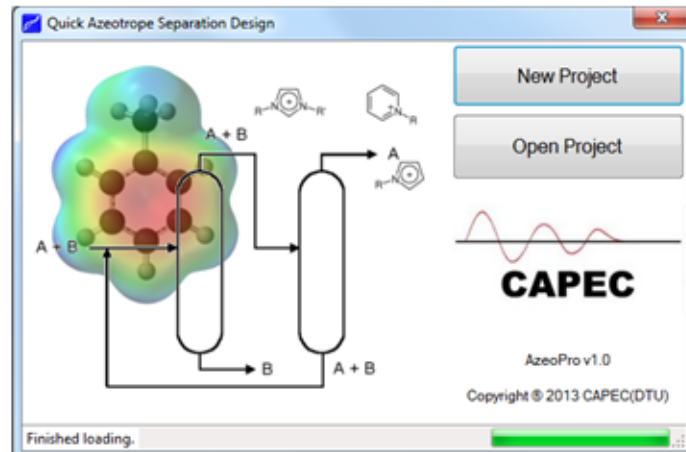 Quick Azeotrope Separation Design
New Project
Open Project
A + B
R
R'
R
A
R
A + B
B
A + B
CAPEC
AzeoPro v1.0
Copyright ® 2013 CAPEC(DTU)
Finished loading.